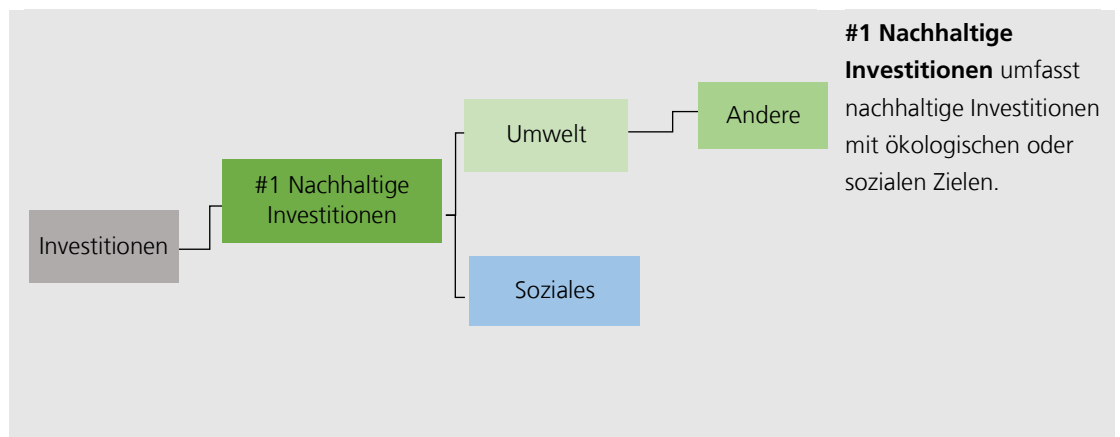 Investitionen
#1 Nachhaltige
Investitionen
Umwelt
Andere
Soziales
#1 Nachhaltige
Investitionen umfasst
nachhaltige Investitionen
mit ökologischen oder
sozialen Zielen.